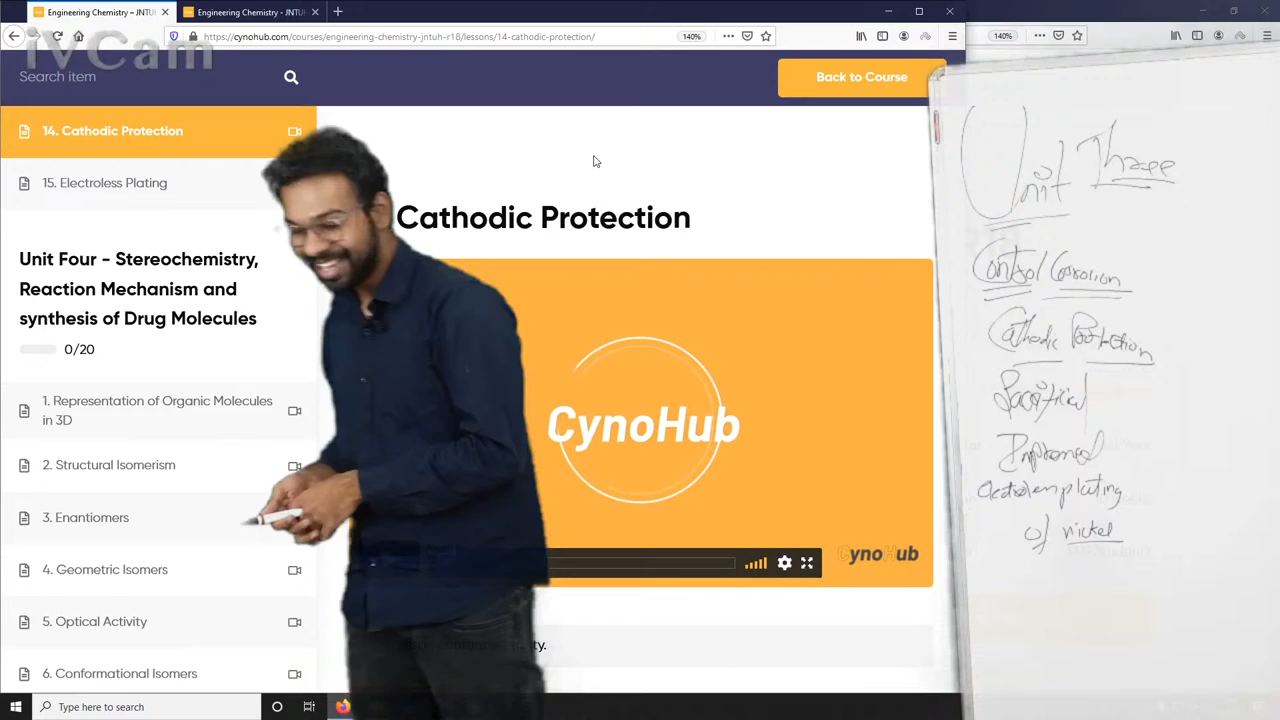 Engineering Chemistry – JNTUH
Engineering Chemistry - JNTUH
https://cynohub.com/courses/engineering-chemistry-jntuh-r18/lessons/14-cathodic-protection/
140%
140%
iVCam
Search item
Back to Course
14. Cathodic Protection
15. Electroless Plating
Unit Four - Stereochemistry,
Reaction Mechanism and
synthesis of Drug Molecules
0/20
1. Representation of Organic Molecules
in 3D
2. Structural Isomerism
3. Enantiomers
4. Geometric Isomers
5. Optical Activity
6. Conformational Isomers
Cathodic Protection
CynoHub
CynoHub
Unit Three
Control Corrosion
Cathodic Protection
Sacrificial
plating
of nickel
Type here to search